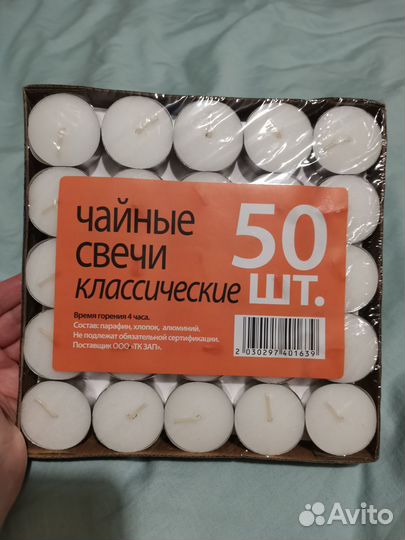 чайные
свечи
классические
50
шт.
Время горения 4 часа.
Состав: парафин, хлопок, алюминий.
Не подлежат обязательной сертификации.
Поставщик ООО «ТК ЗАП».
2 030297 401639
Avito